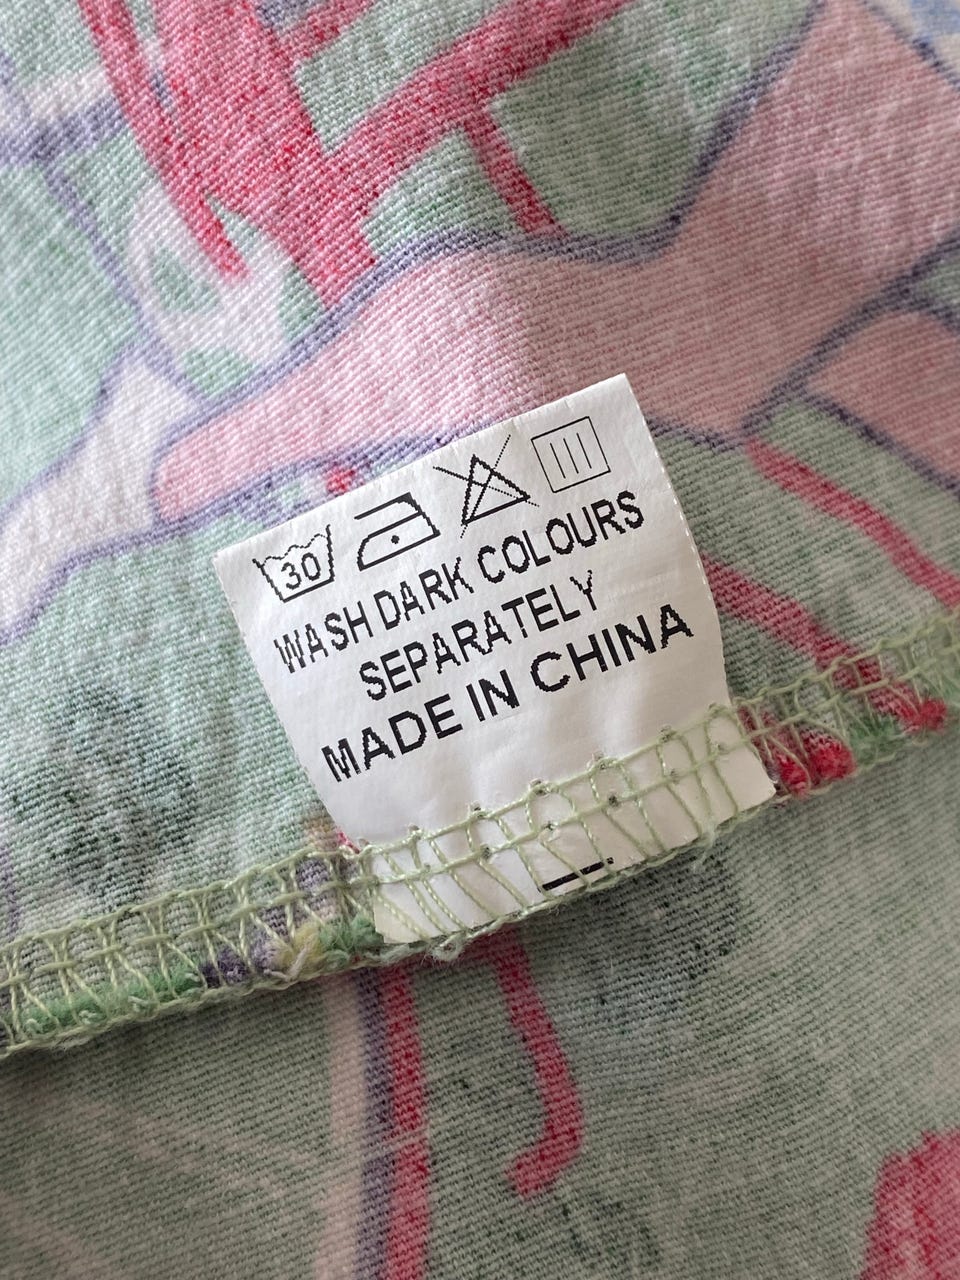 30
WASH DARK COLOURS
SEPARATELY
MADE IN CHINA